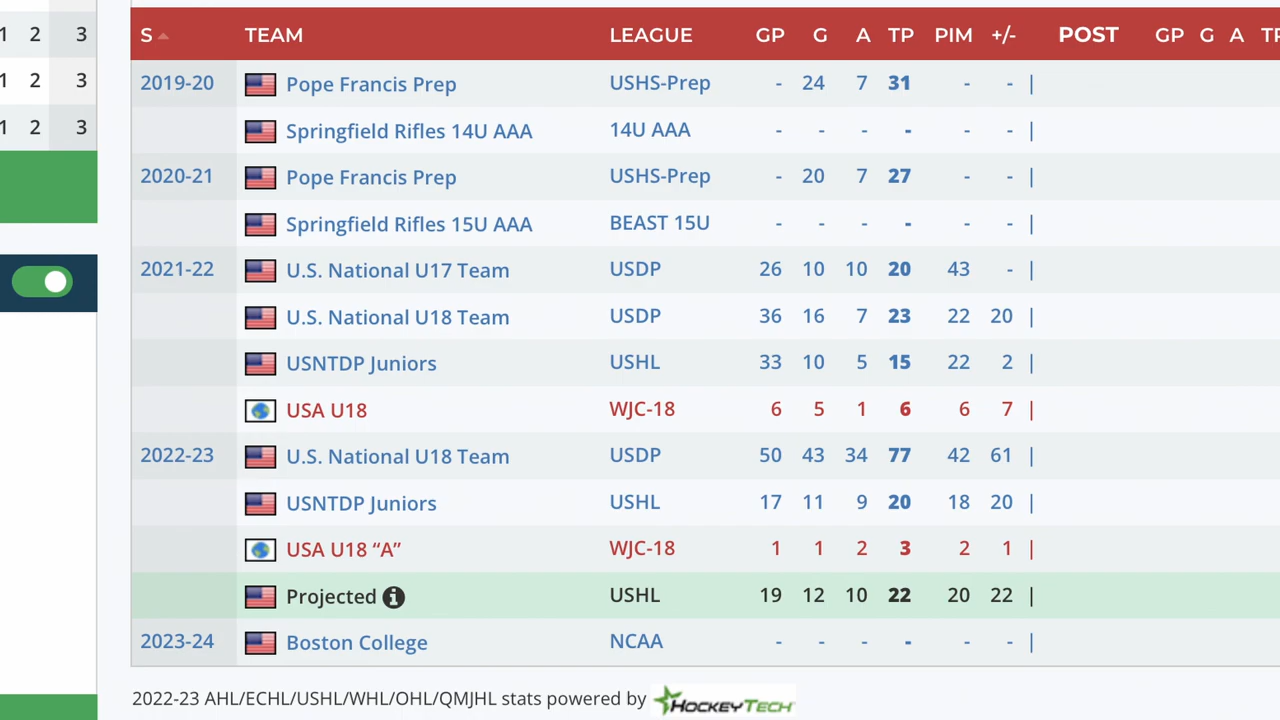 1 2 3
1 2 3
1 2 3
S TEAM LEAGUE GP G A TP PIM +/- POST GP G A TP
2019-20 Pope Francis Prep USHS-Prep - 24 7 31 - - |
Springfield Rifles 14U AAA 14U AAA - - - - - - |
2020-21 Pope Francis Prep USHS-Prep - 20 7 27 - - |
Springfield Rifles 15U AAA BEAST 15U - - - - - - |
2021-22 U.S. National U17 Team USDP 26 10 10 20 43 - |
U.S. National U18 Team USDP 36 16 7 23 22 20 |
USNTDP Juniors USHL 33 10 5 15 22 2 |
USA U18 WJC-18 6 5 1 6 6 7 |
2022-23 U.S. National U18 Team USDP 50 43 34 77 42 61 |
USNTDP Juniors USHL 17 11 9 20 18 20 |
USA U18 “A” WJC-18 1 1 2 3 2 1 |
Projected i USHL 19 12 10 22 20 22 |
2023-24 Boston College NCAA - - - - - - |
2022-23 AHL/ECHL/USHL/WHL/OHL/QMJHL stats powered by HOCKEYTECH